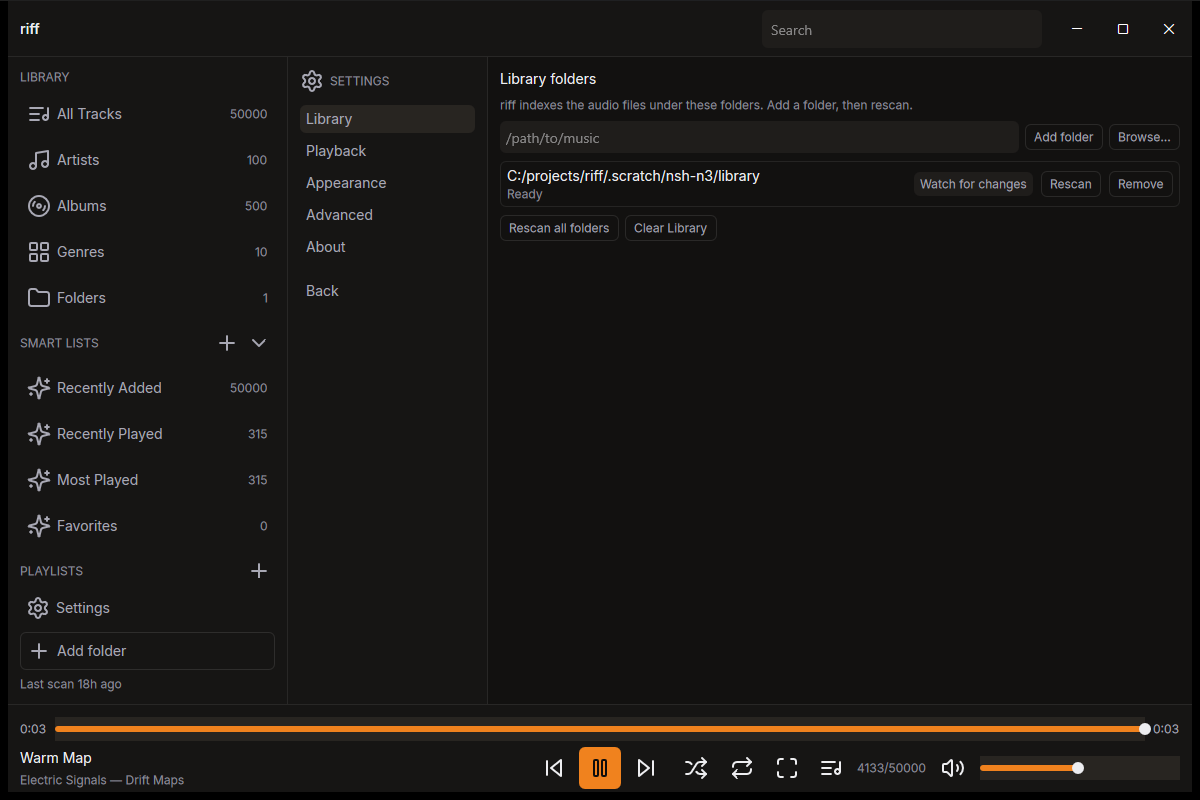 riff
Search
LIBRARY
All Tracks 50000
Artists 100
Albums 500
Genres 10
Folders 1
SMART LISTS
Recently Added 50000
Recently Played 315
Most Played 315
Favorites 0
PLAYLISTS
Settings
Add folder
Last scan 18h ago
SETTINGS
Library
Playback
Appearance
Advanced
About
Back
Library folders
riff indexes the audio files under these folders. Add a folder, then rescan.
/path/to/music Add folder Browse...
C:/projects/riff/.scratch/nsh-n3/library
Ready
Watch for changes Rescan Remove
Rescan all folders Clear Library
0:03 0:03
Warm Map
Electric Signals — Drift Maps
4133/50000